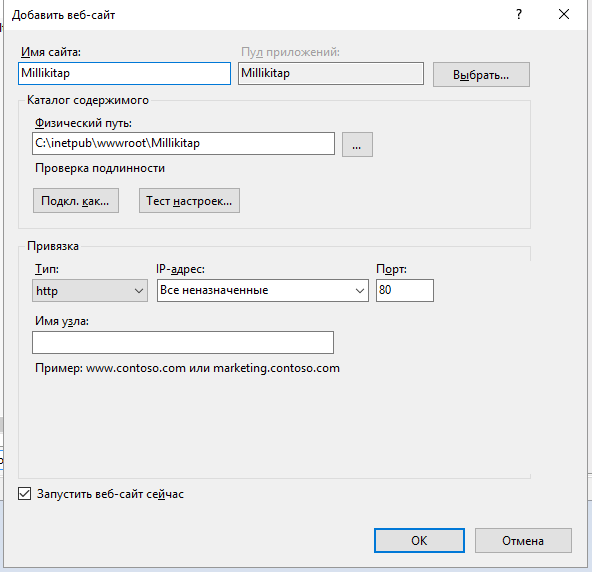 Добавить веб-сайт
Имя сайта:
Пул приложений:
Millikitap
Millikitap
Выбрать...
Каталог содержимого
Физический путь:
C:\inetpub\wwwroot\Millikitap
...
Проверка подлинности
Подкл. как...
Тест настроек...
Привязка
Тип:
IP-адрес:
Порт:
http
Все неназначенные
80
Имя узла:
Пример: www.contoso.com или marketing.contoso.com
Запустить веб-сайт сейчас
OK
Отмена